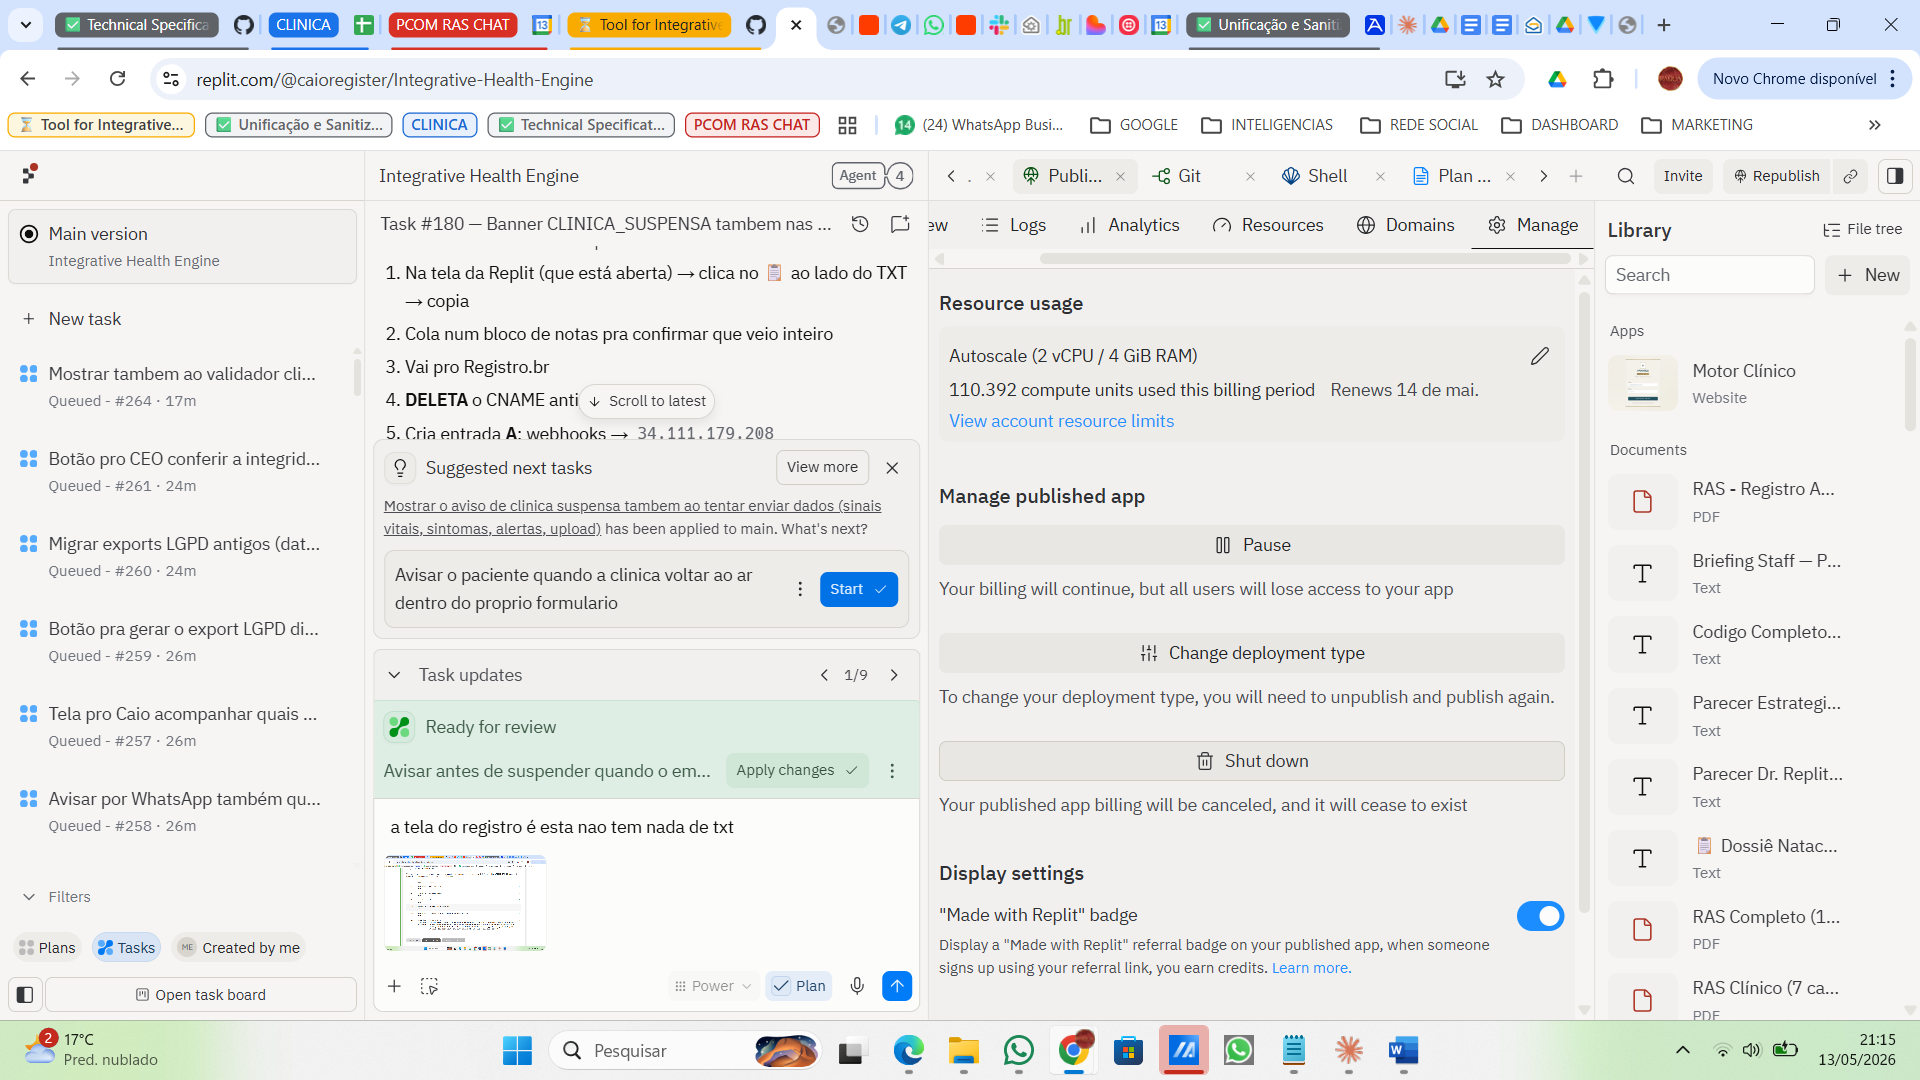 Technical Specifica
CLINICA
PCOM RAS CHAT
Tool for Integrative
Unificação e Saniti
replit.com/@caioregister/Integrative-Health-Engine
Novo Chrome disponível
Tool for Integrative...
Unificação e Sanitiz...
CLINICA
Technical Specificat...
PCOM RAS CHAT
14
(24) WhatsApp Busi...
GOOGLE
INTELIGENCIAS
REDE SOCIAL
DASHBOARD
MARKETING
Integrative Health Engine
Agent 4
Publi...
Git
Shell
Plan ...
Invite
Republish
Main version
Integrative Health Engine
New task
Mostrar tambem ao validador cli...
Queued - #264 · 17m
Botão pro CEO conferir a integrid...
Queued - #261 · 24m
Migrar exports LGPD antigos (dat...
Queued - #260 · 24m
Botão pra gerar o export LGPD di...
Queued - #259 · 26m
Tela pro Caio acompanhar quais ...
Queued - #257 · 26m
Avisar por WhatsApp também qu...
Queued - #258 · 26m
Filters
Plans
Tasks
ME Created by me
Open task board
Task #180 — Banner CLINICA_SUSPENSA tambem nas ...
1. Na tela da Replit (que está aberta) → clica no 📋 ao lado do TXT
→ copia
2. Cola num bloco de notas pra confirmar que veio inteiro
3. Vai pro Registro.br
4. DELETA o CNAME anti
Scroll to latest
5. Cria entrada A: webhooks → 34.111.179.208
Suggested next tasks
View more
Mostrar o aviso de clinica suspensa tambem ao tentar enviar dados (sinais
vitais, sintomas, alertas, upload) has been applied to main. What's next?
Avisar o paciente quando a clinica voltar ao ar
dentro do proprio formulario
Start
Task updates
1/9
Ready for review
Avisar antes de suspender quando o em...
Apply changes
a tela do registro é esta nao tem nada de txt
Power
Plan
ew
Logs
Analytics
Resources
Domains
Manage
Resource usage
Autoscale (2 vCPU / 4 GiB RAM)
110.392 compute units used this billing period
Renews 14 de mai.
View account resource limits
Manage published app
Pause
Your billing will continue, but all users will lose access to your app
Change deployment type
To change your deployment type, you will need to unpublish and publish again.
Shut down
Your published app billing will be canceled, and it will cease to exist
Display settings
"Made with Replit" badge
Display a "Made with Replit" referral badge on your published app, when someone
signs up using your referral link, you earn credits. Learn more.
Library
File tree
Search
New
Apps
Motor Clínico
Website
Documents
RAS - Registro A...
PDF
Briefing Staff — P...
Text
Codigo Completo...
Text
Parecer Estrategi...
Text
Parecer Dr. Replit...
Text
📋 Dossiê Natac...
Text
RAS Completo (1...
PDF
RAS Clínico (7 ca...
PDF
2
17°C
Pred. nublado
Pesquisar
21:15
13/05/2026